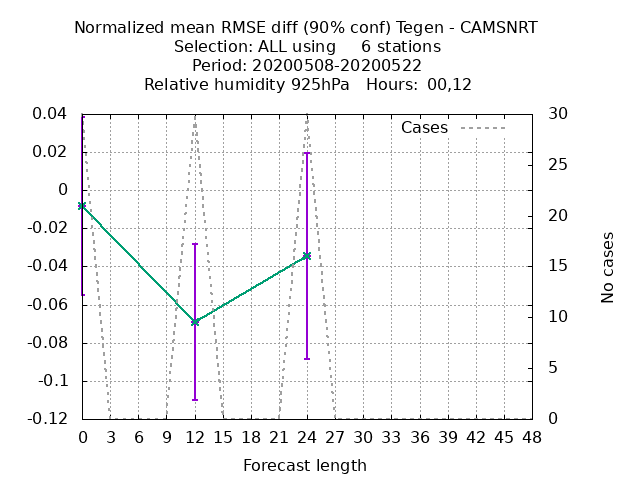 Normalized mean RMSE diff (90% conf) Tegen - CAMSNRT
Selection: ALL using     6 stations
Period: 20200508-20200522
Relative humidity 925hPa   Hours:  00,12
Cases
0.04
0.02
0
-0.02
-0.04
-0.06
-0.08
-0.1
-0.12
30
25
20
15
10
5
0
No cases
0 3 6 9 12 15 18 21 24 27 30 33 36 39 42 45 48
Forecast length